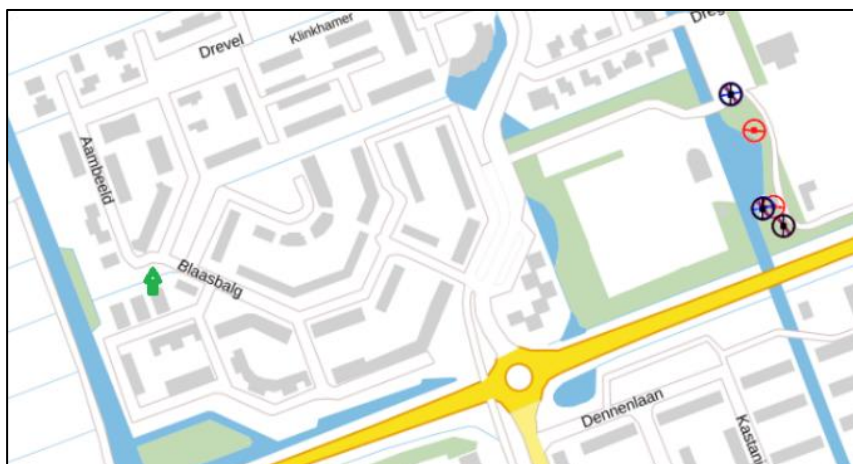 Drevel
Klinkhamer
Aambeeld
Blaasbalg
Dennenlaan